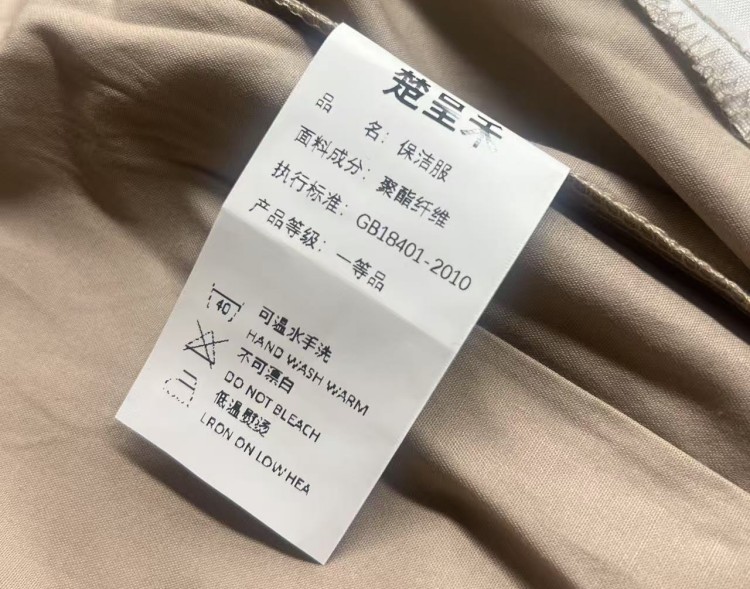 楚呈禾
品 名：保洁服
面料成分：聚酯纤维
执行标准：GB18401-2010
产品等级：一等品
40 可温水手洗
HAND WASH WARM
不可漂白
DO NOT BLEACH
低温熨烫
LRON ON LOW HEA